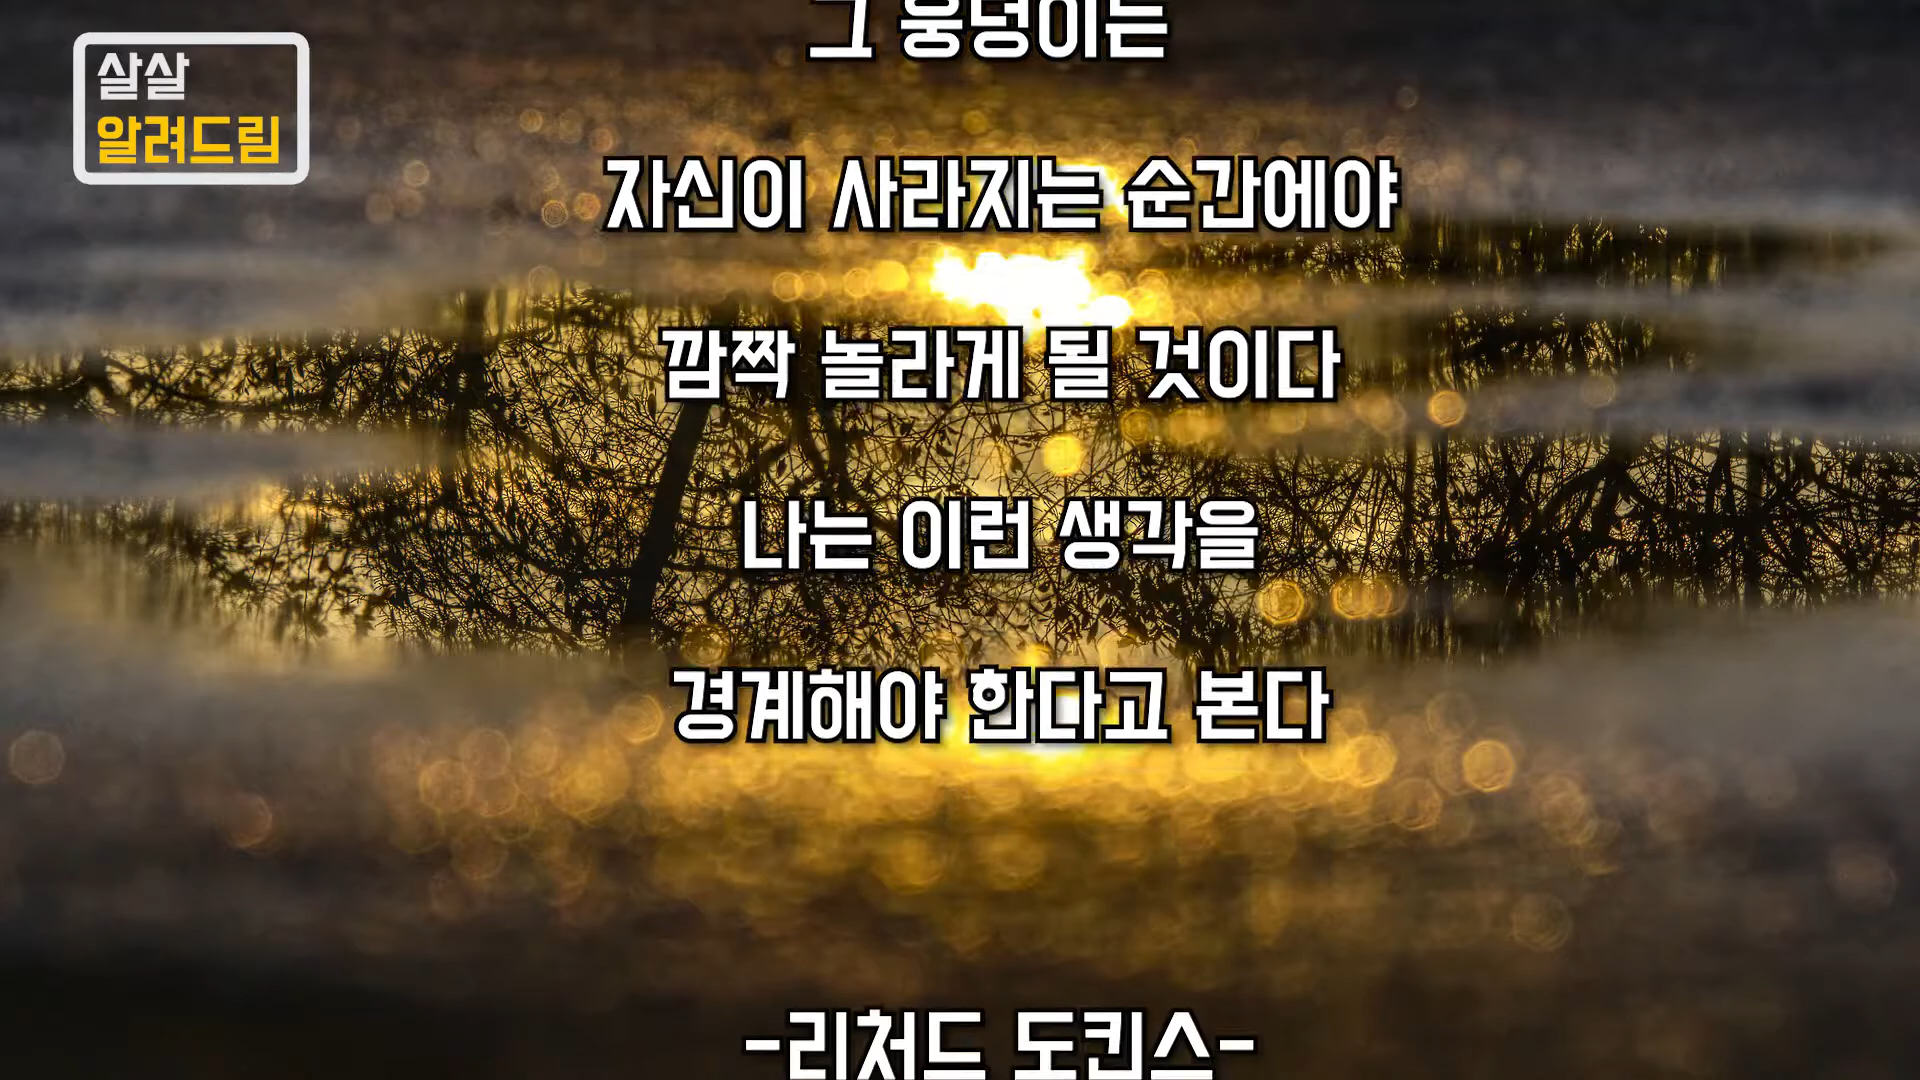 살살
알려드림
그 웅덩이는
자신이 사라지는 순간에야
깜짝 놀라게 될 것이다
나는 이런 생각을
경계해야 한다고 본다
-리처드 도킨스-